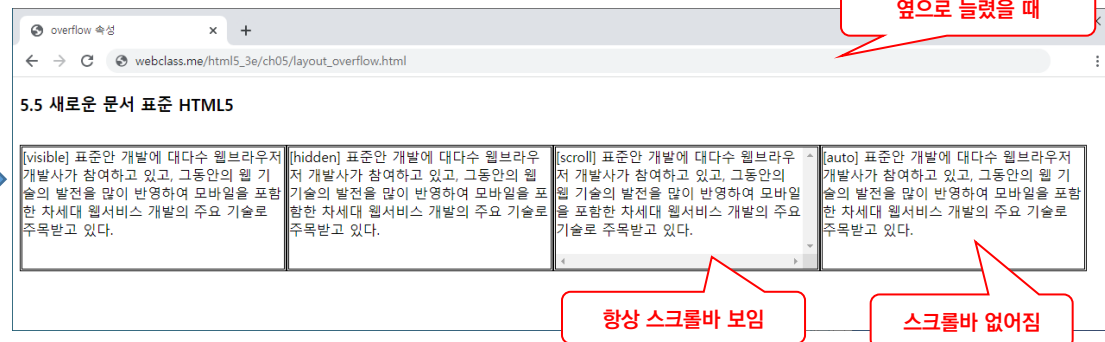 옆으로 늘렸을 때
overflow 속성
webclass.me/html5_3e/ch05/layout_overflow.html
5.5 새로운 문서 표준 HTML5
[visible] 표준안 개발에 대다수 웹브라우저
개발사가 참여하고 있고, 그동안의 웹 기
술의 발전을 많이 반영하여 모바일을 포함
한 차세대 웹서비스 개발의 주요 기술로
주목받고 있다.
[hidden] 표준안 개발에 대다수 웹브라우
저 개발사가 참여하고 있고, 그동안의 웹
기술의 발전을 많이 반영하여 모바일을 포
함한 차세대 웹서비스 개발의 주요 기술로
주목받고 있다.
[scroll] 표준안 개발에 대다수 웹브라우
저 개발사가 참여하고 있고, 그동안의
웹 기술의 발전을 많이 반영하여 모바일
을 포함한 차세대 웹서비스 개발의 주요
기술로 주목받고 있다.
[auto] 표준안 개발에 대다수 웹브라우저
개발사가 참여하고 있고, 그동안의 웹 기
술의 발전을 많이 반영하여 모바일을 포함
한 차세대 웹서비스 개발의 주요 기술로
주목받고 있다.
항상 스크롤바 보임
스크롤바 없어짐